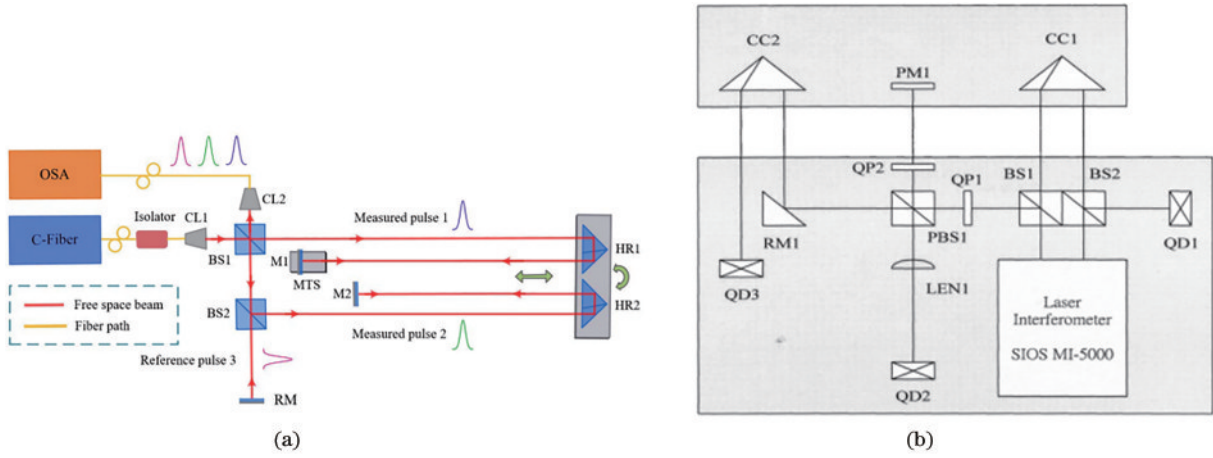 OSA
C-Fiber
Isolator
CL1
CL2
BS1
BS2
Measured pulse 1
M1
MTS
M2
HR1
HR2
Measured pulse 2
Reference pulse 3
RM
Free space beam
Fiber path
(a)
CC2
CC1
PM1
QP2
QP1
BS1
BS2
RM1
PBS1
QD1
QD3
LEN1
QD2
Laser
Interferometer
SIOS MI-5000
(b)